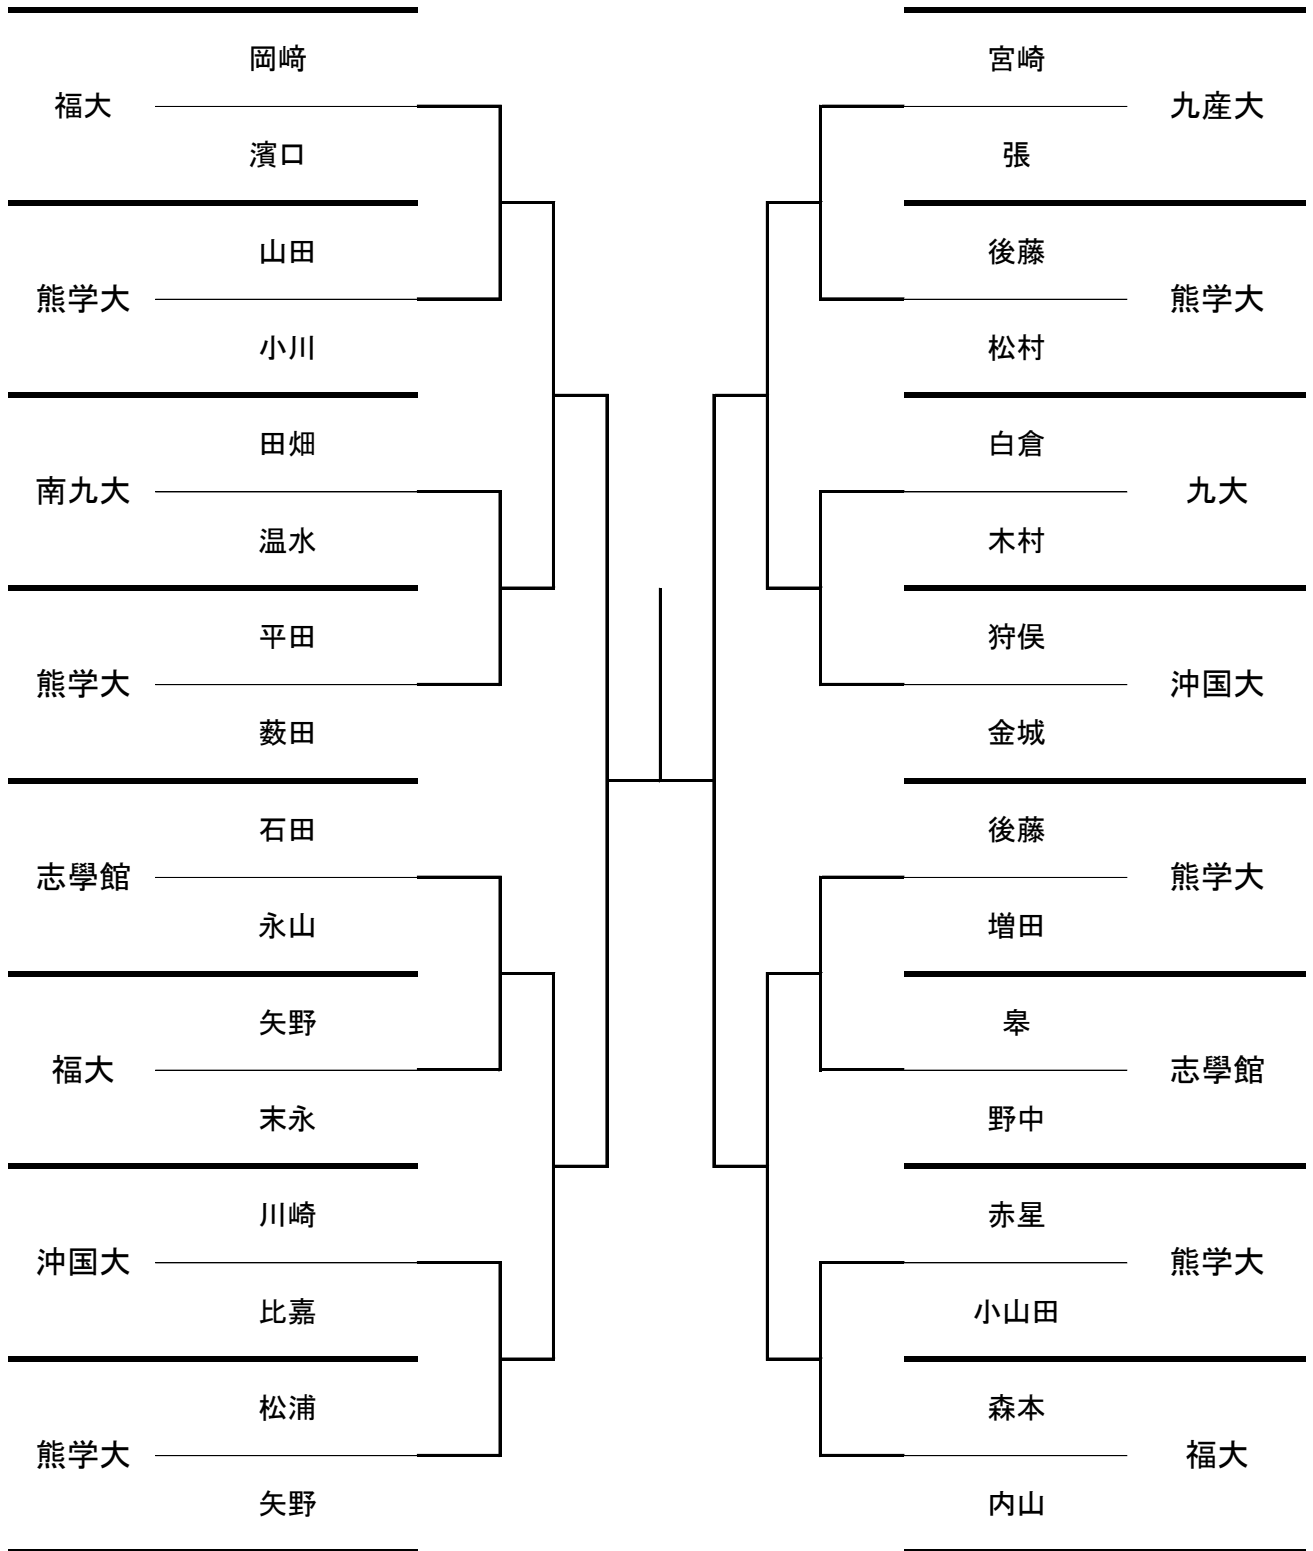 岡﨑
福大
濱口
山田
熊学大
小川
田畑
南九大
温水
平田
熊学大
薮田
石田
志學館
永山
矢野
福大
末永
川崎
沖国大
比嘉
松浦
熊学大
矢野
宮崎
九産大
張
後藤
熊学大
松村
白倉
九大
木村
狩俣
沖国大
金城
後藤
熊学大
増田
皋
志學館
野中
赤星
熊学大
小山田
森本
福大
内山